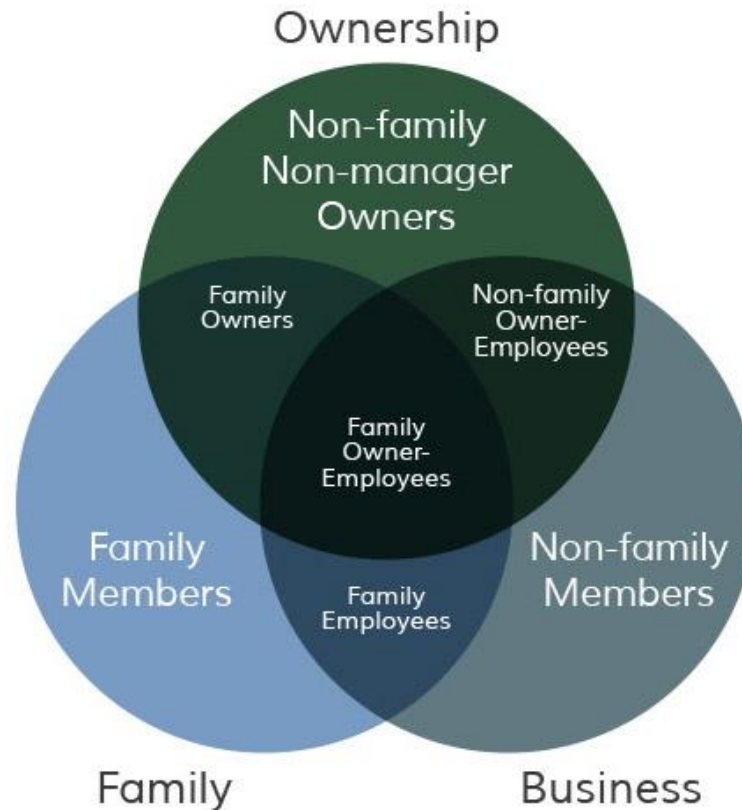 Ownership
Non-family
Non-manager
Owners
Family
Owners
Non-family
Owner-
Employees
Family
Owner-
Employees
Family
Members
Family
Employees
Non-family
Members
Family
Business